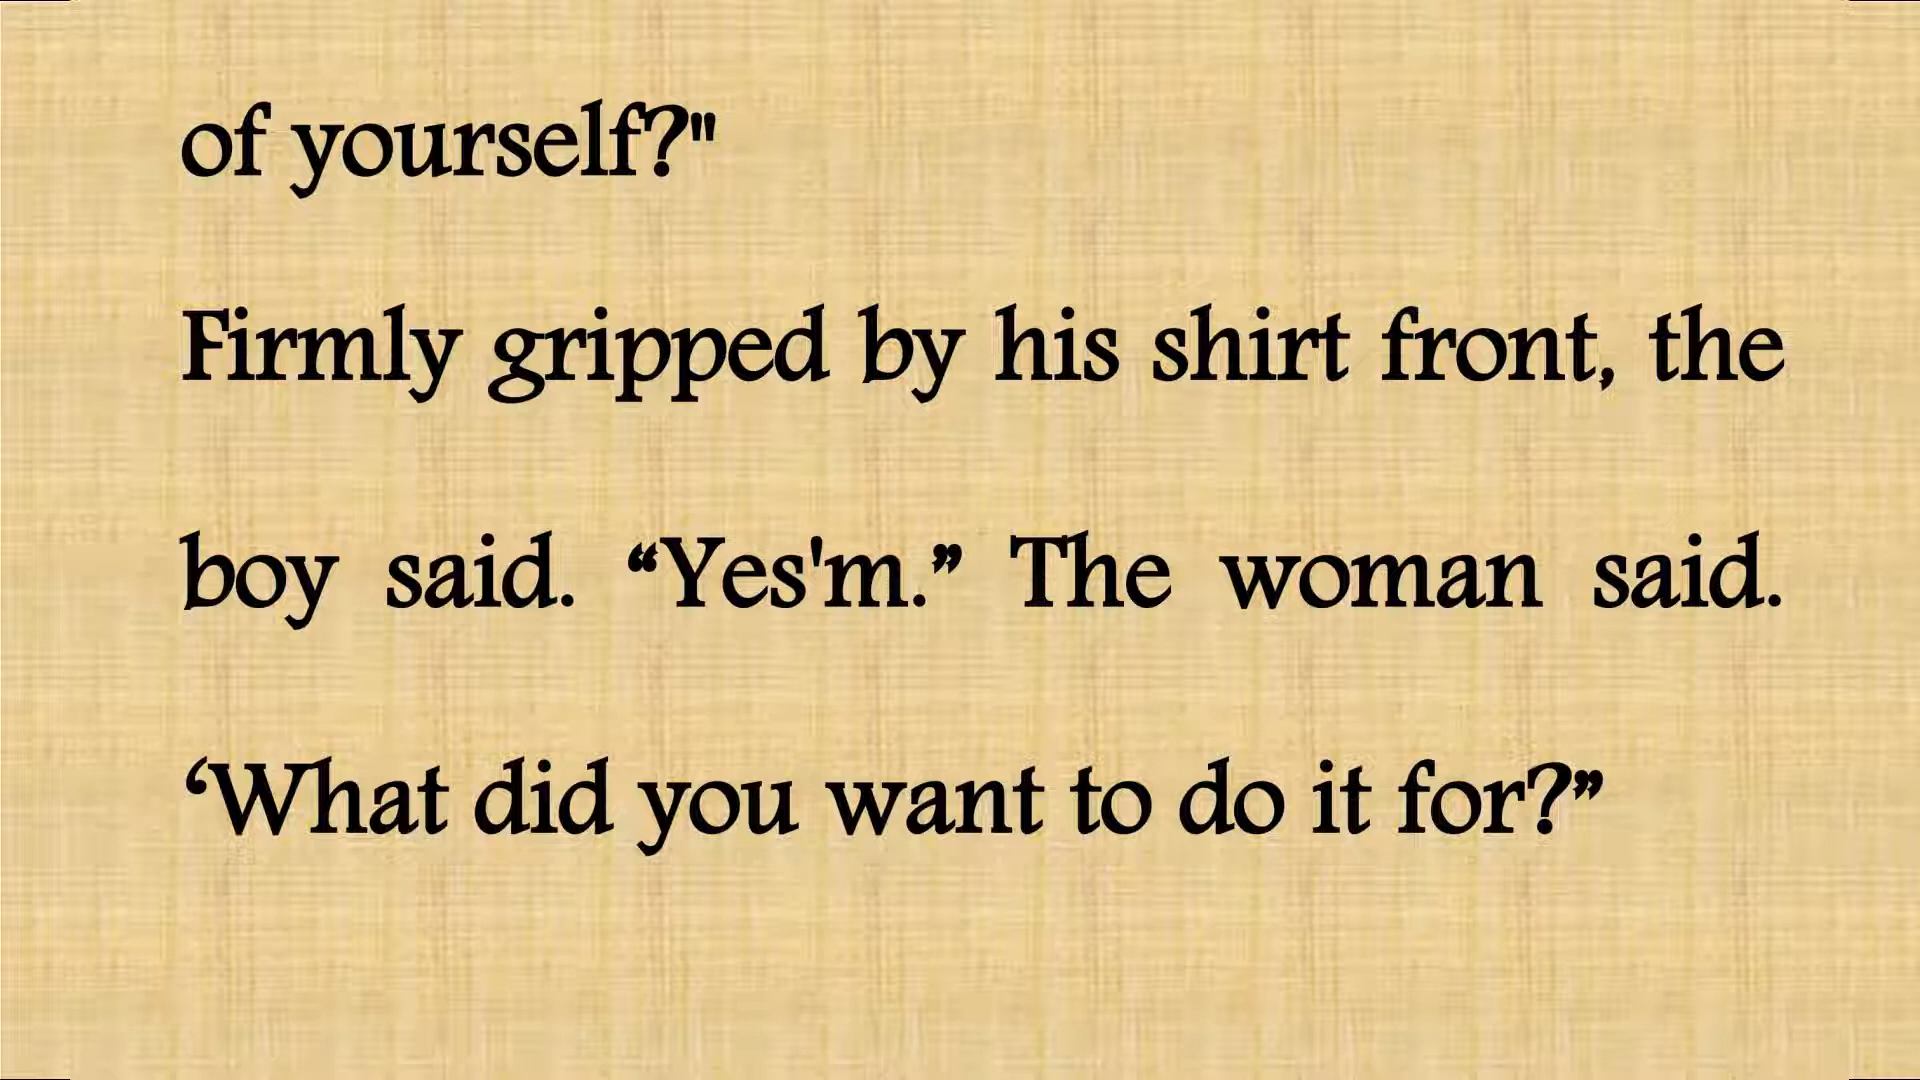 of yourself?"
Firmly gripped by his shirt front, the
boy said. “Yes'm.” The woman said.
‘What did you want to do it for?”